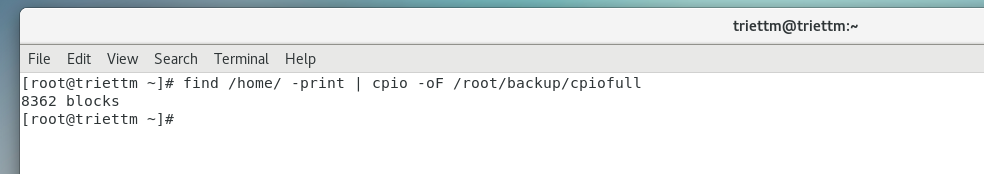 triettm@triettm:~
File Edit View Search Terminal Help
[root@triettm ~]# find /home/ -print | cpio -oF /root/backup/cpiofull
8362 blocks
[root@triettm ~]#